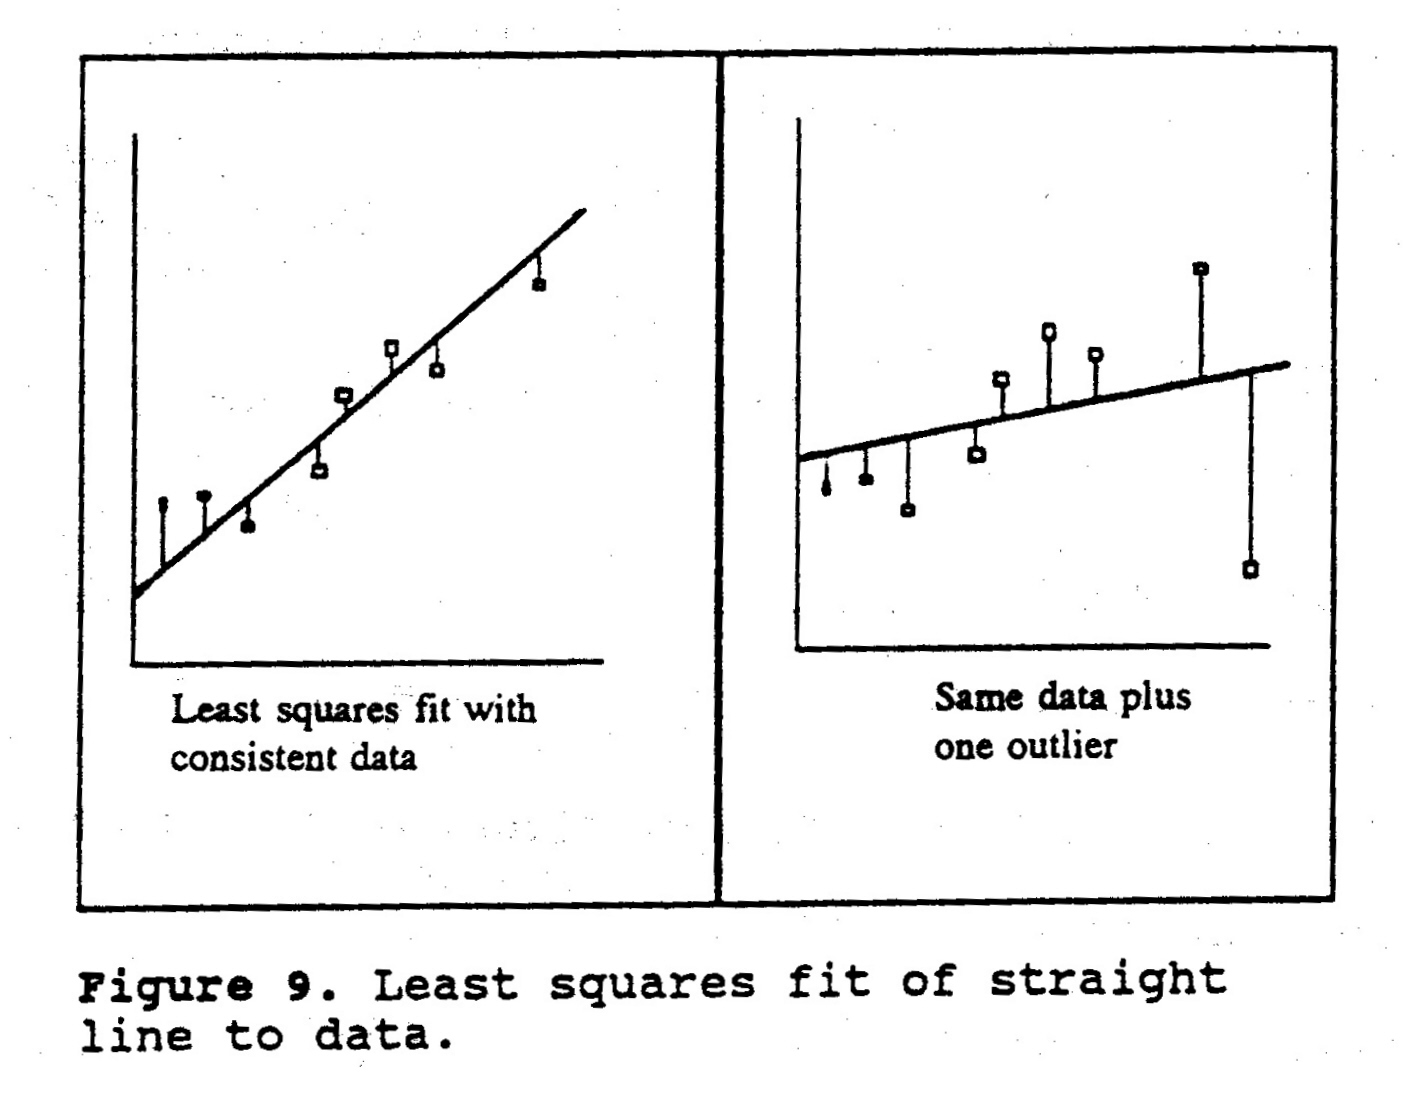 Least squares fit with
consistent data
Same data plus
one outlier
Figure 9. Least squares fit of straight
line to data.